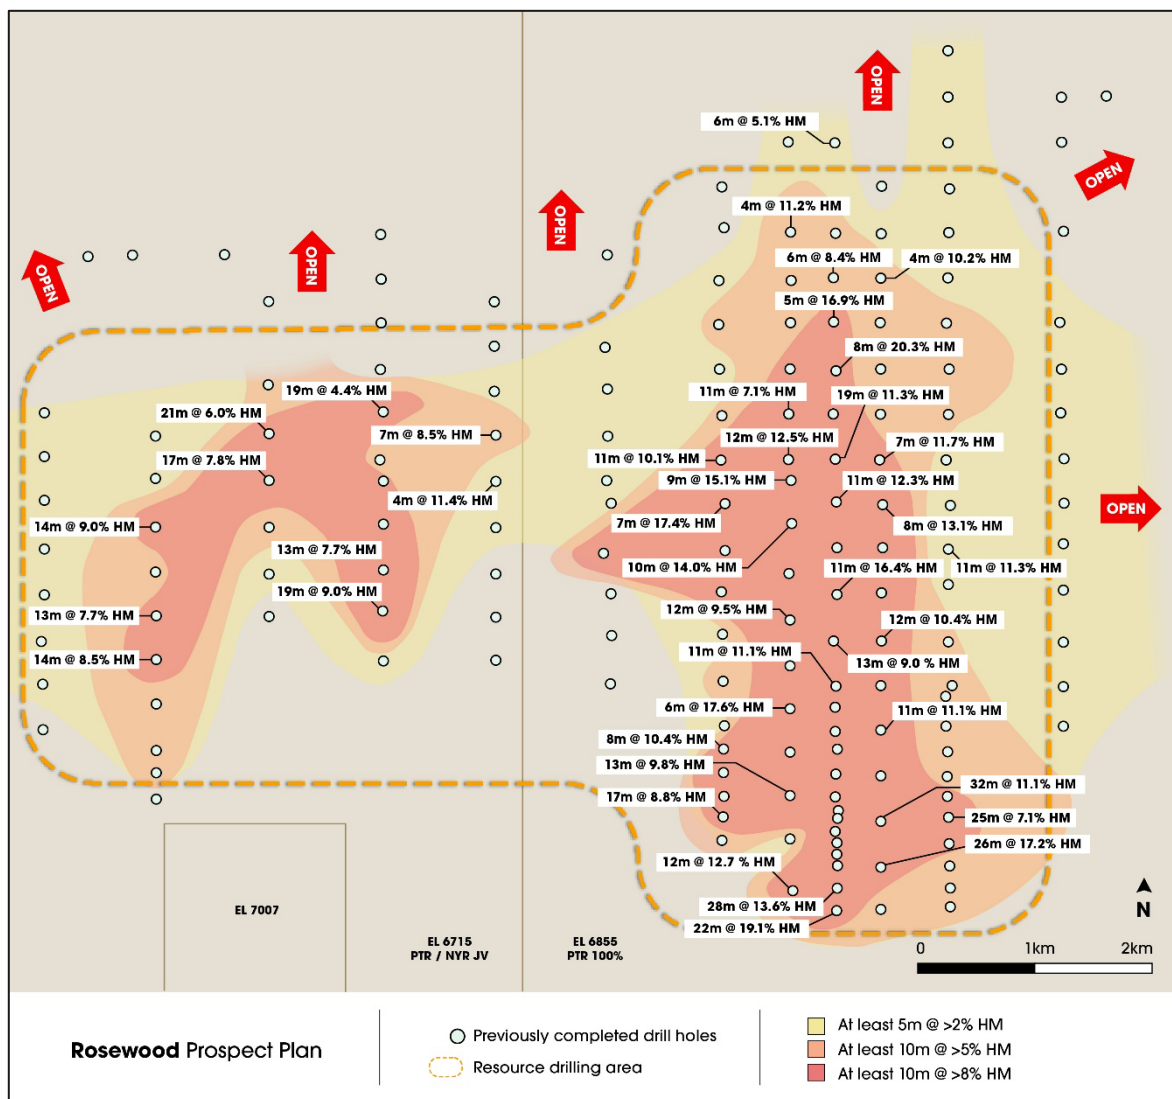 OPEN
6m @ 5.1% HM
OPEN
4m @ 11.2% HM
OPEN
OPEN
OPEN
6m @ 8.4% HM
4m @ 10.2% HM
5m @ 16.9% HM
8m @ 20.3% HM
19m @ 4.4% HM
11m @ 7.1% HM
19m @ 11.3% HM
21m @ 6.0% HM
7m @ 8.5% HM
12m @ 12.5% HM
7m @ 11.7% HM
17m @ 7.8% HM
11m @ 10.1% HM
9m @ 15.1% HM
11m @ 12.3% HM
4m @ 11.4% HM
OPEN
14m @ 9.0% HM
7m @ 17.4% HM
8m @ 13.1% HM
13m @ 7.7% HM
10m @ 14.0% HM
11m @ 16.4% HM
11m @ 11.3% HM
19m @ 9.0% HM
13m @ 7.7% HM
12m @ 9.5% HM
12m @ 10.4% HM
14m @ 8.5% HM
11m @ 11.1% HM
13m @ 9.0 % HM
6m @ 17.6% HM
11m @ 11.1% HM
8m @ 10.4% HM
13m @ 9.8% HM
32m @ 11.1% HM
17m @ 8.8% HM
25m @ 7.1% HM
26m @ 17.2% HM
12m @ 12.7 % HM
28m @ 13.6% HM
22m @ 19.1% HM
EL 7007
EL 6715
PTR / NYR JV
EL 6855
PTR 100%
N
0 1km 2km
Rosewood Prospect Plan
Previously completed drill holes
Resource drilling area
At least 5m @ >2% HM
At least 10m @ >5% HM
At least 10m @ >8% HM